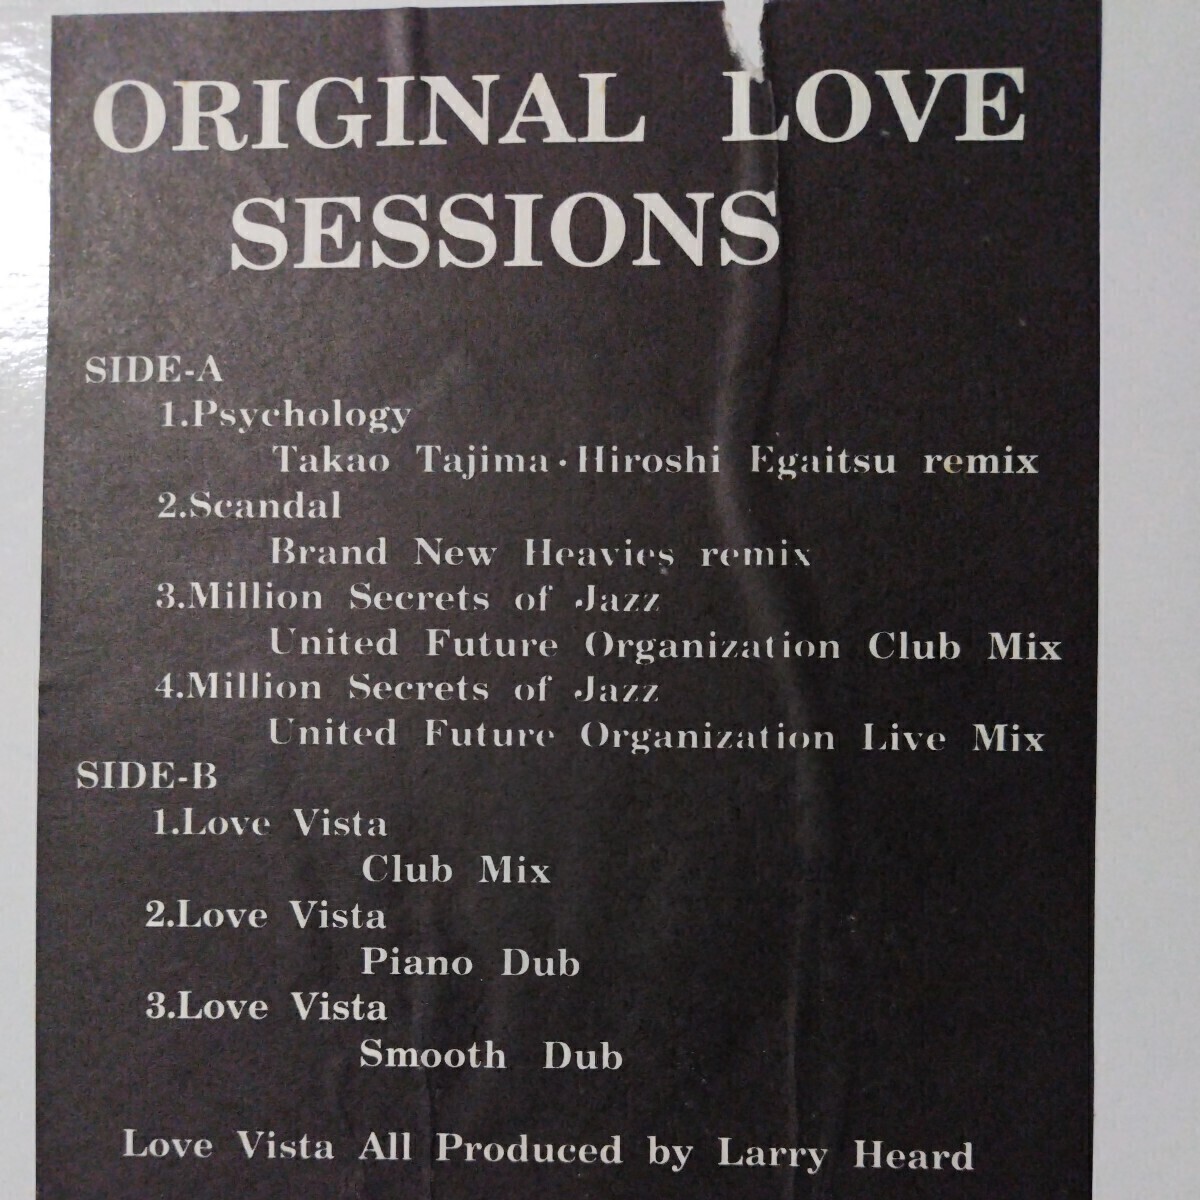 ORIGINAL LOVE
SESSIONS
SIDE-A
1.Psychology
Takao Tajima・Hiroshi Egaitsu remix
2.Scandal
Brand New Heavies remix
3.Million Secrets of Jazz
United Future Organization Club Mix
4.Million Secrets of Jazz
United Future Organization Live Mix
SIDE-B
1.Love Vista
Club Mix
2.Love Vista
Piano Dub
3.Love Vista
Smooth Dub
Love Vista All Produced by Larry Heard